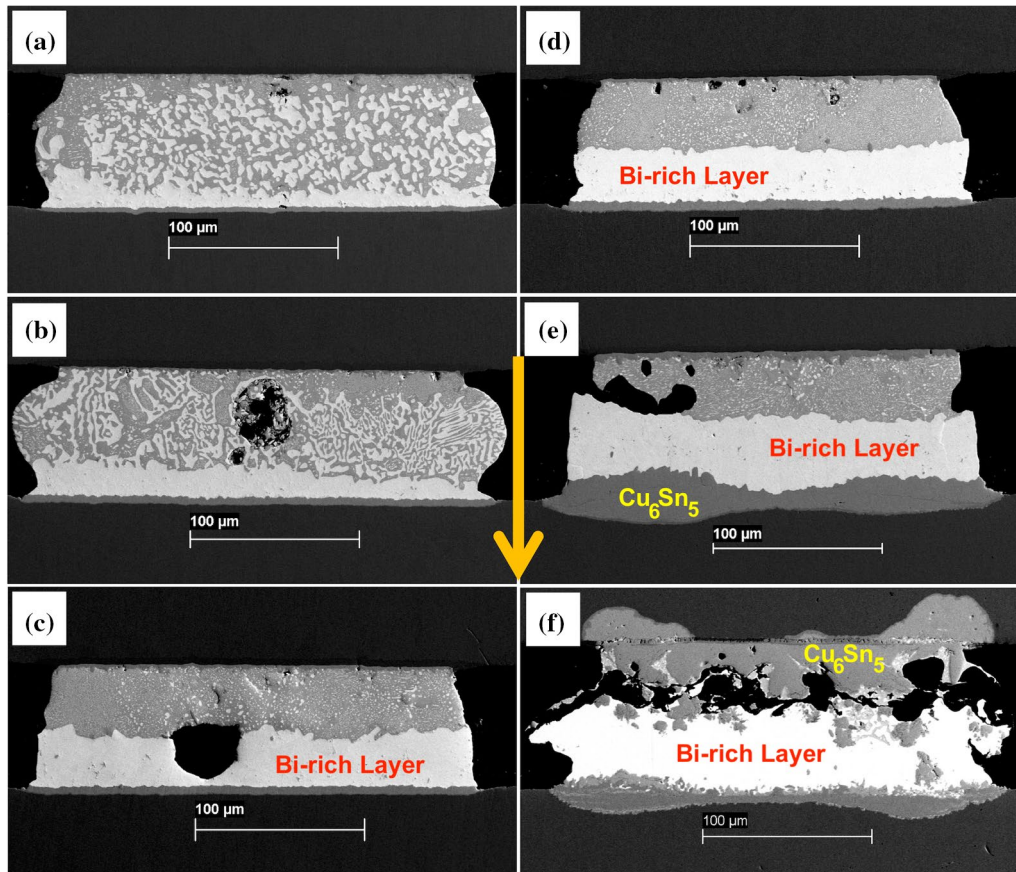 (a)
100 µm
(b)
100 µm
(c)
Bi-rich Layer
100 µm
(d)
Bi-rich Layer
100 µm
(e)
Bi-rich Layer
Cu6Sn5
100 µm
(f)
Cu6Sn5
Bi-rich Layer
100 µm